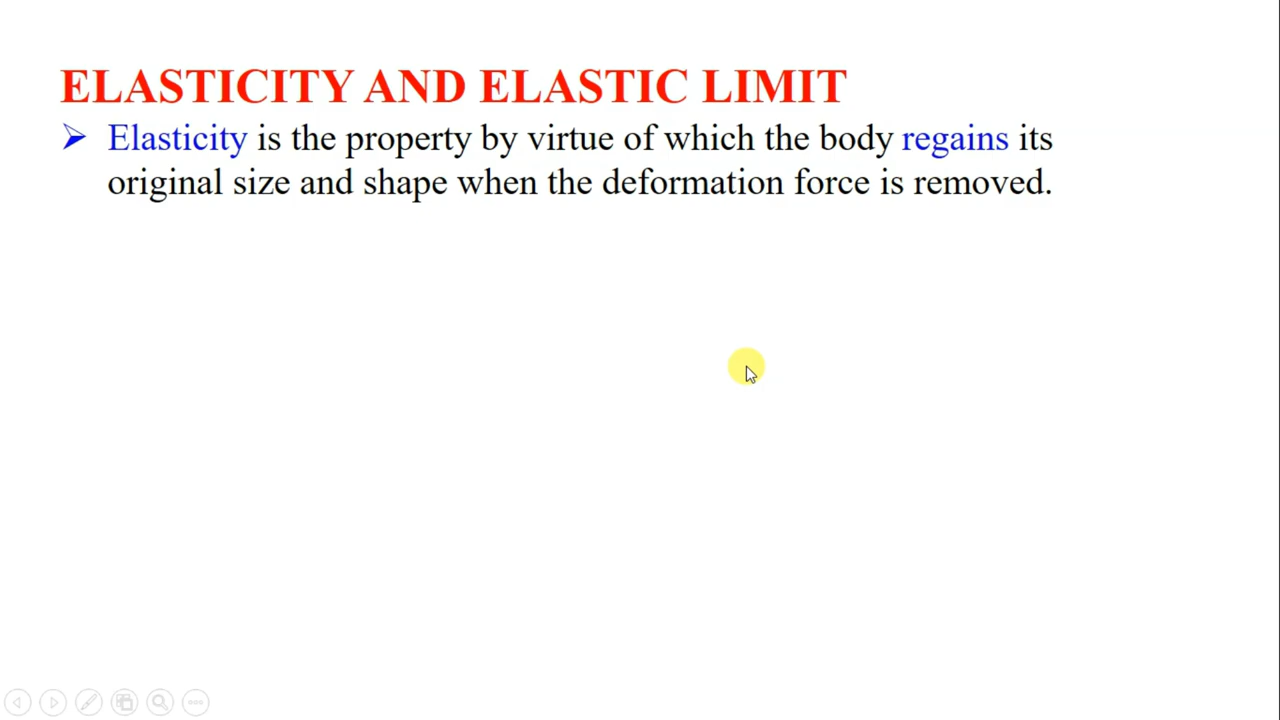 ELASTICITY AND ELASTIC LIMIT
Elasticity is the property by virtue of which the body regains its
original size and shape when the deformation force is removed.